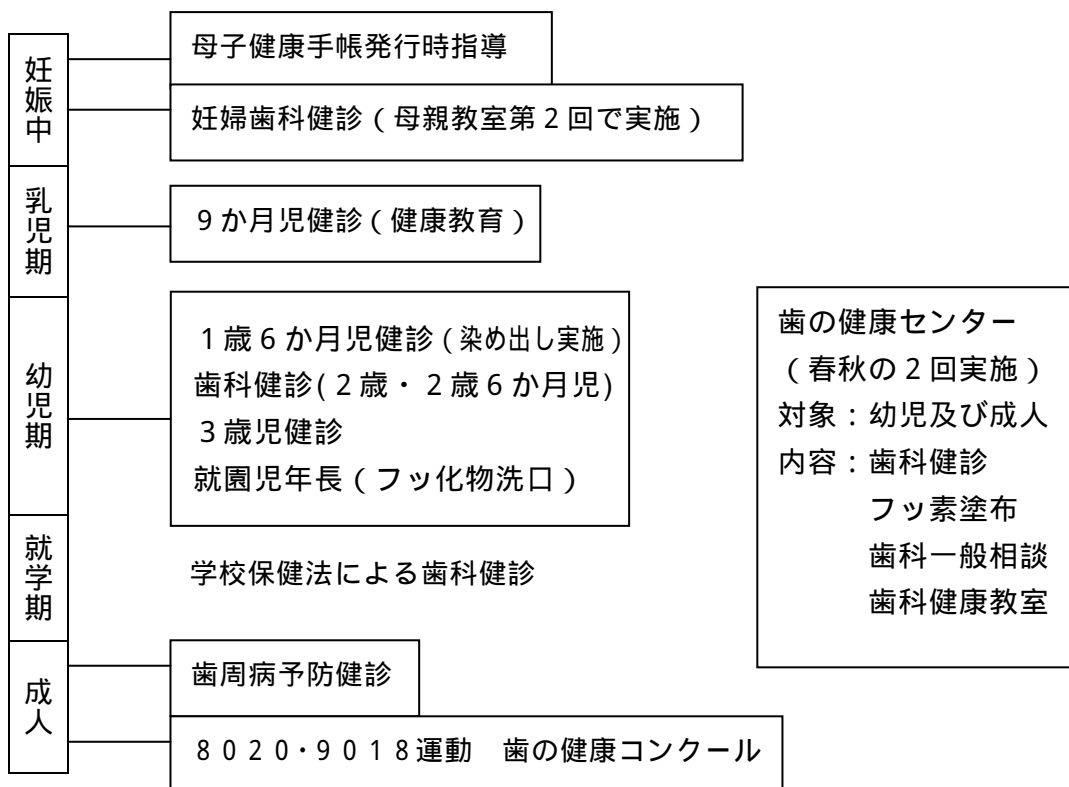 妊娠中
母子健康手帳発行時指導
妊婦歯科健診(母親教室第2回で実施)
乳児期
9か月児健診(健康教育)
幼児期
1歳6か月児健診(染め出し実施)
歯科健診(2歳・2歳6か月児)
3歳児健診
就園児年長(フッ化物洗口)
就学期
学校保健法による歯科健診
成人
歯周病予防健診
8020・9018運動 歯の健康コンクール
歯の健康センター
(春秋の2回実施)
対象:幼児及び成人
内容:歯科健診
フッ素塗布
歯科一般相談
歯科健康教室